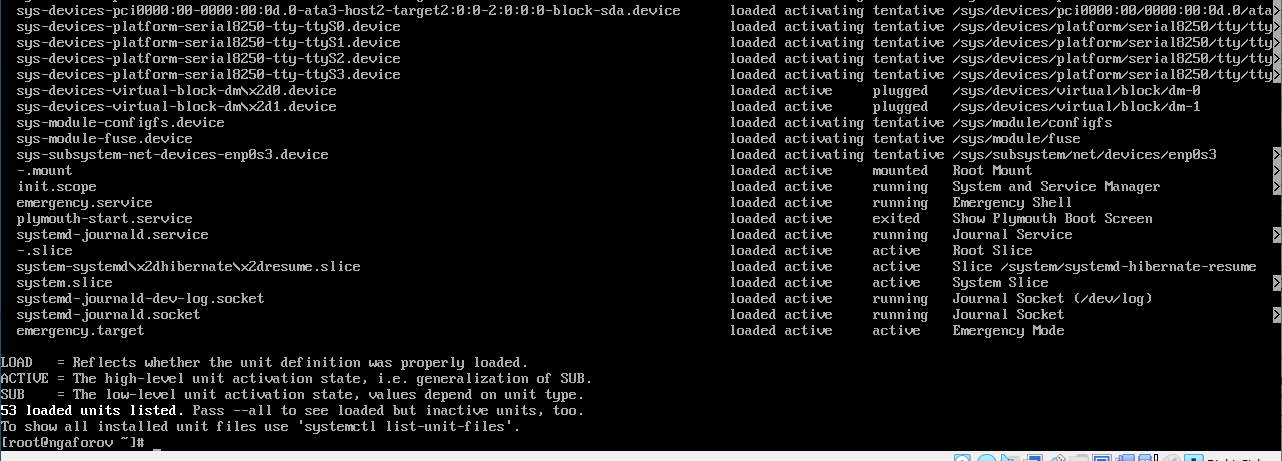 sys-devices-pci0000:00-0000:00:0d.0-ata3-host2-target2:0:0-2:0:0:0-block-sda.device loaded activating tentative /sys/devices/pci0000:00/0000:00:0d.0/ata>
sys-devices-platform-serial8250-tty-ttyS0.device loaded activating tentative /sys/devices/platform/serial8250/tty/tty>
sys-devices-platform-serial8250-tty-ttyS1.device loaded activating tentative /sys/devices/platform/serial8250/tty/tty>
sys-devices-platform-serial8250-tty-ttyS2.device loaded activating tentative /sys/devices/platform/serial8250/tty/tty>
sys-devices-platform-serial8250-tty-ttyS3.device loaded activating tentative /sys/devices/platform/serial8250/tty/tty>
sys-devices-virtual-block-dm\x2d0.device loaded active plugged /sys/devices/virtual/block/dm-0
sys-devices-virtual-block-dm\x2d1.device loaded active plugged /sys/devices/virtual/block/dm-1
sys-module-configfs.device loaded activating tentative /sys/module/configfs
sys-module-fuse.device loaded activating tentative /sys/module/fuse
sys-subsystem-net-devices-enp0s3.device loaded activating tentative /sys/subsystem/net/devices/enp0s3 >
-.mount loaded active mounted Root Mount >
init.scope loaded active running System and Service Manager >
emergency.service loaded active running Emergency Shell
plymouth-start.service loaded active exited Show Plymouth Boot Screen
systemd-journald.service loaded active running Journal Service >
-.slice loaded active active Root Slice
system-systemd\x2dhibernate\x2dresume.slice loaded active active Slice /system/systemd-hibernate-resume
system.slice loaded active active System Slice >
systemd-journald-dev-log.socket loaded active running Journal Socket (/dev/log)
systemd-journald.socket loaded active running Journal Socket >
emergency.target loaded active active Emergency Mode
LOAD = Reflects whether the unit definition was properly loaded.
ACTIVE = The high-level unit activation state, i.e. generalization of SUB.
SUB = The low-level unit activation state, values depend on unit type.
53 loaded units listed. Pass --all to see loaded but inactive units, too.
To show all installed unit files use 'systemctl list-unit-files'.
[root@ngaforov ~]# _